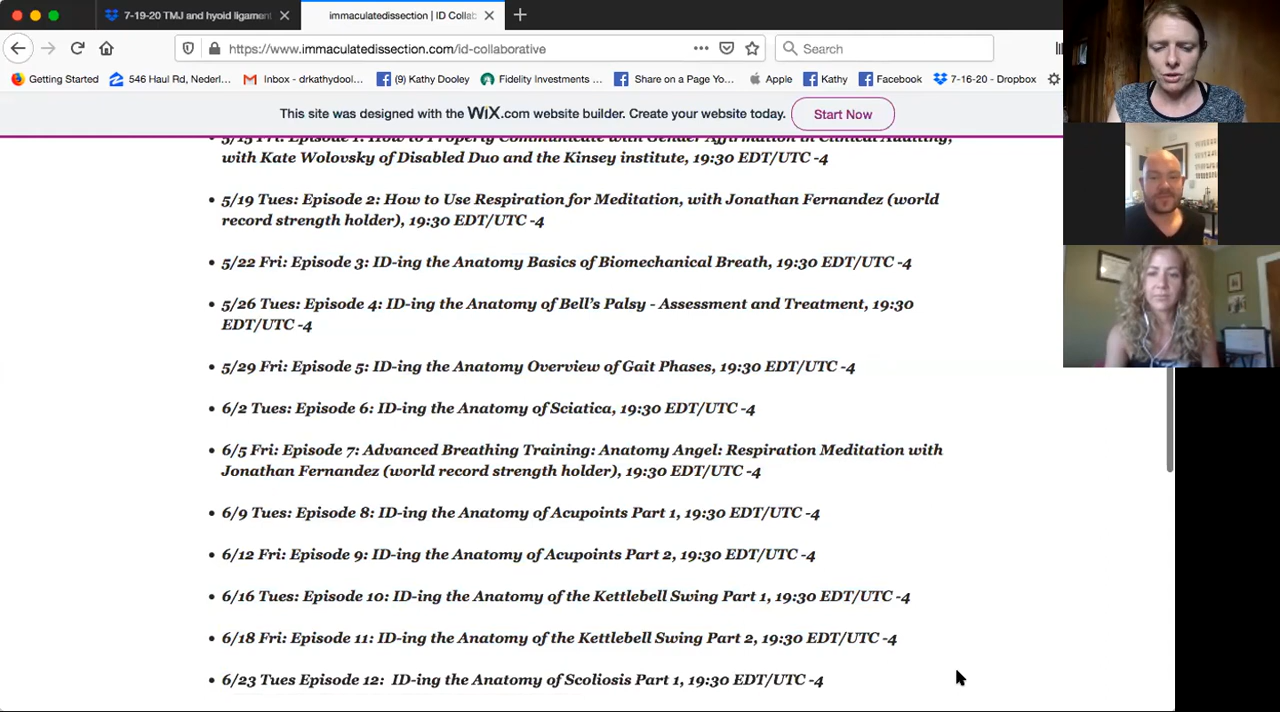 7-19-20 TMJ and hyoid ligament
immaculatedissection | ID Collab
https://www.immaculatedissection.com/id-collaborative
Search
Getting Started
546 Haul Rd, Nederl...
Inbox - drkathydool...
(9) Kathy Dooley
Fidelity Investments ...
Share on a Page Yo...
Apple
Kathy
Facebook
7-16-20 - Dropbox
This site was designed with the WiX.com website builder. Create your website today.
Start Now
5/15 Fri: Episode 1: How to Properly Communicate with Gender Affirmation in Clinical Auditing,
with Kate Wolovsky of Disabled Duo and the Kinsey institute, 19:30 EDT/UTC -4
• 5/19 Tues: Episode 2: How to Use Respiration for Meditation, with Jonathan Fernandez (world
record strength holder), 19:30 EDT/UTC -4
• 5/22 Fri: Episode 3: ID-ing the Anatomy Basics of Biomechanical Breath, 19:30 EDT/UTC -4
• 5/26 Tues: Episode 4: ID-ing the Anatomy of Bell's Palsy - Assessment and Treatment, 19:30
EDT/UTC -4
• 5/29 Fri: Episode 5: ID-ing the Anatomy Overview of Gait Phases, 19:30 EDT/UTC -4
• 6/2 Tues: Episode 6: ID-ing the Anatomy of Sciatica, 19:30 EDT/UTC -4
• 6/5 Fri: Episode 7: Advanced Breathing Training: Anatomy Angel: Respiration Meditation with
Jonathan Fernandez (world record strength holder), 19:30 EDT/UTC -4
• 6/9 Tues: Episode 8: ID-ing the Anatomy of Acupoints Part 1, 19:30 EDT/UTC -4
• 6/12 Fri: Episode 9: ID-ing the Anatomy of Acupoints Part 2, 19:30 EDT/UTC -4
• 6/16 Tues: Episode 10: ID-ing the Anatomy of the Kettlebell Swing Part 1, 19:30 EDT/UTC -4
• 6/18 Fri: Episode 11: ID-ing the Anatomy of the Kettlebell Swing Part 2, 19:30 EDT/UTC -4
• 6/23 Tues Episode 12: ID-ing the Anatomy of Scoliosis Part 1, 19:30 EDT/UTC -4